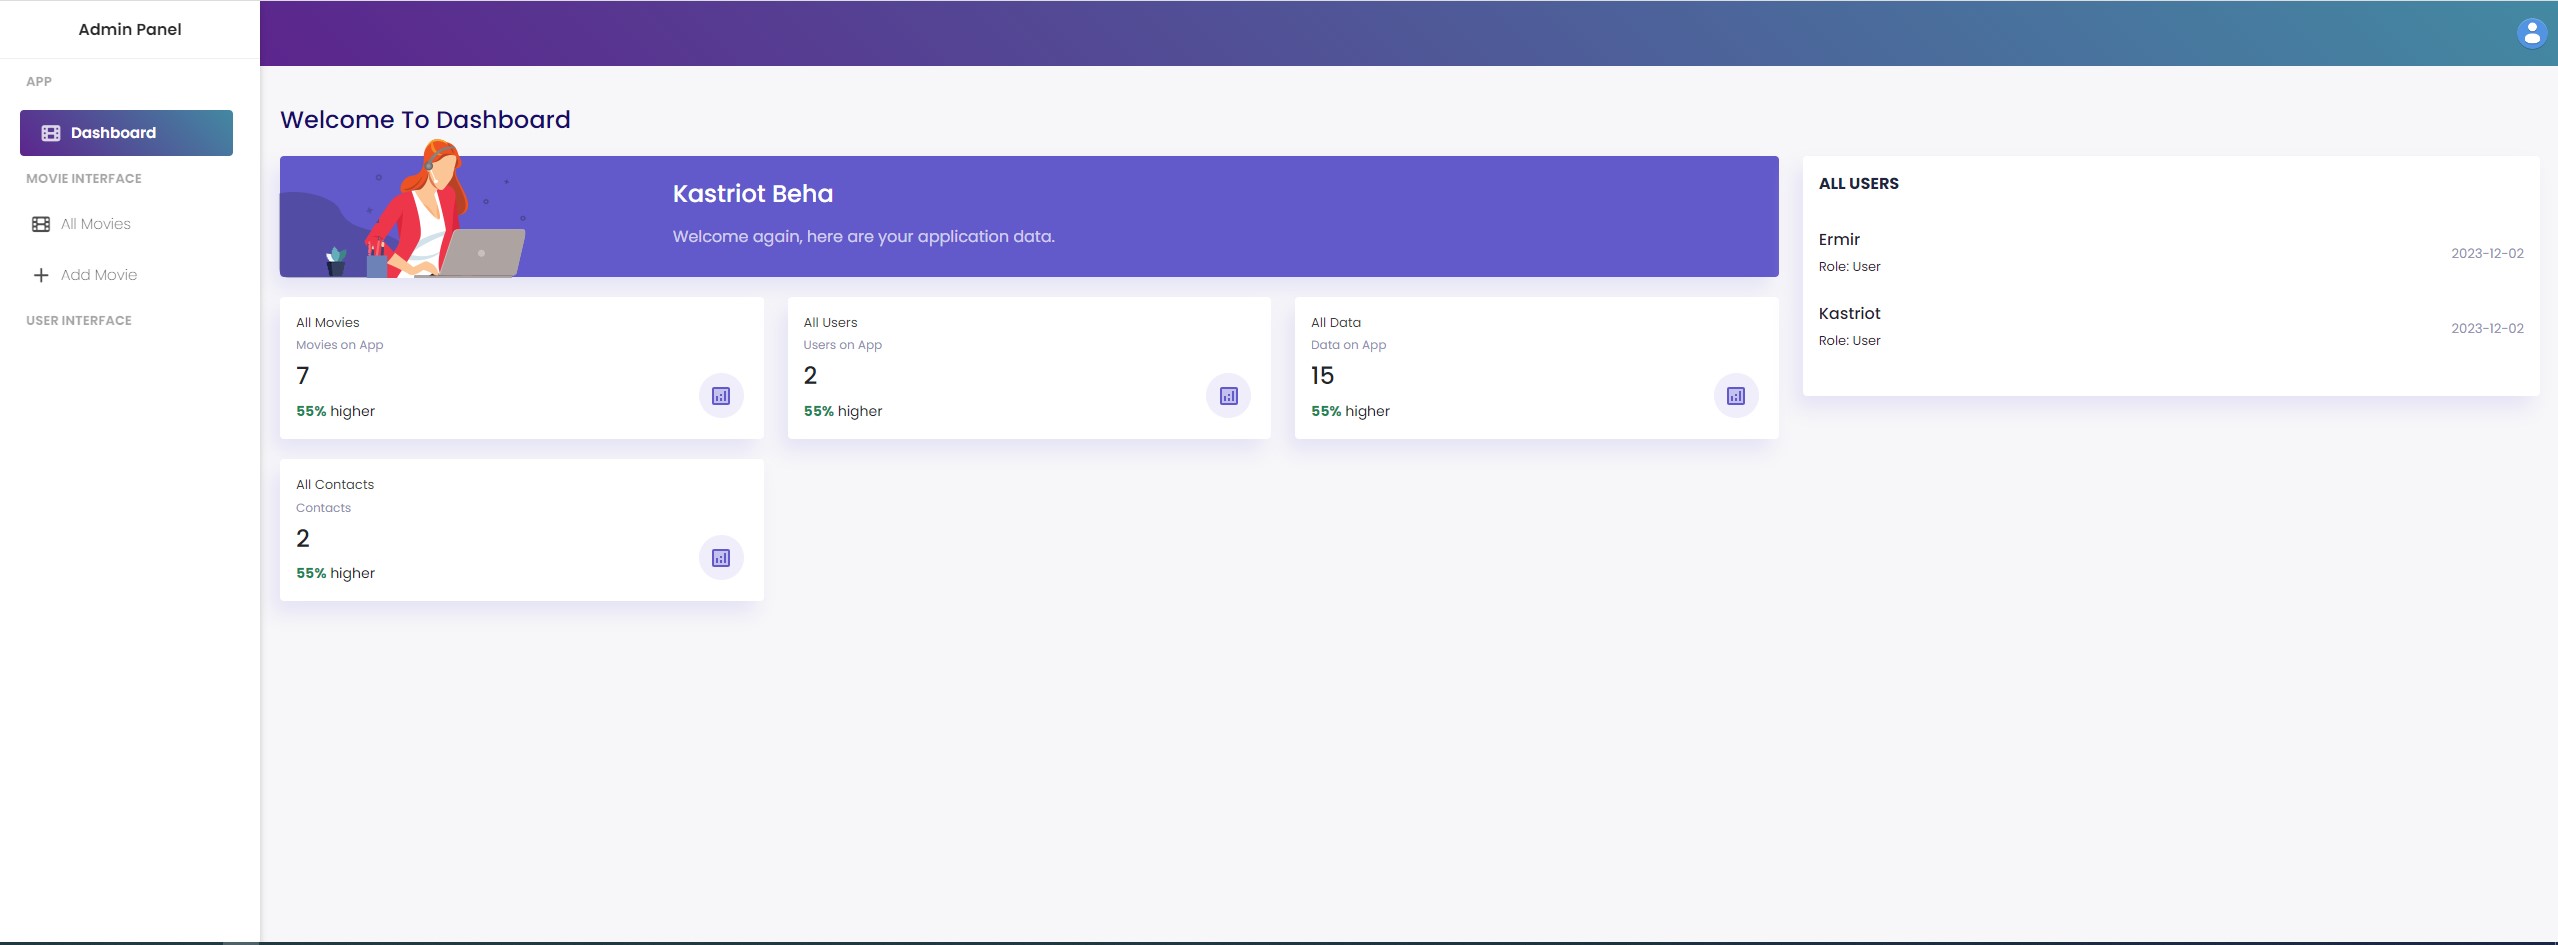 Admin Panel
APP
Dashboard
MOVIE INTERFACE
All Movies
Add Movie
USER INTERFACE
Welcome To Dashboard
Kastriot Beha
Welcome again, here are your application data.
All Movies
Movies on App
7
55% higher
All Users
Users on App
2
55% higher
All Data
Data on App
15
55% higher
All Contacts
Contacts
2
55% higher
ALL USERS
Ermir
Role: User
2023-12-02
Kastriot
Role: User
2023-12-02